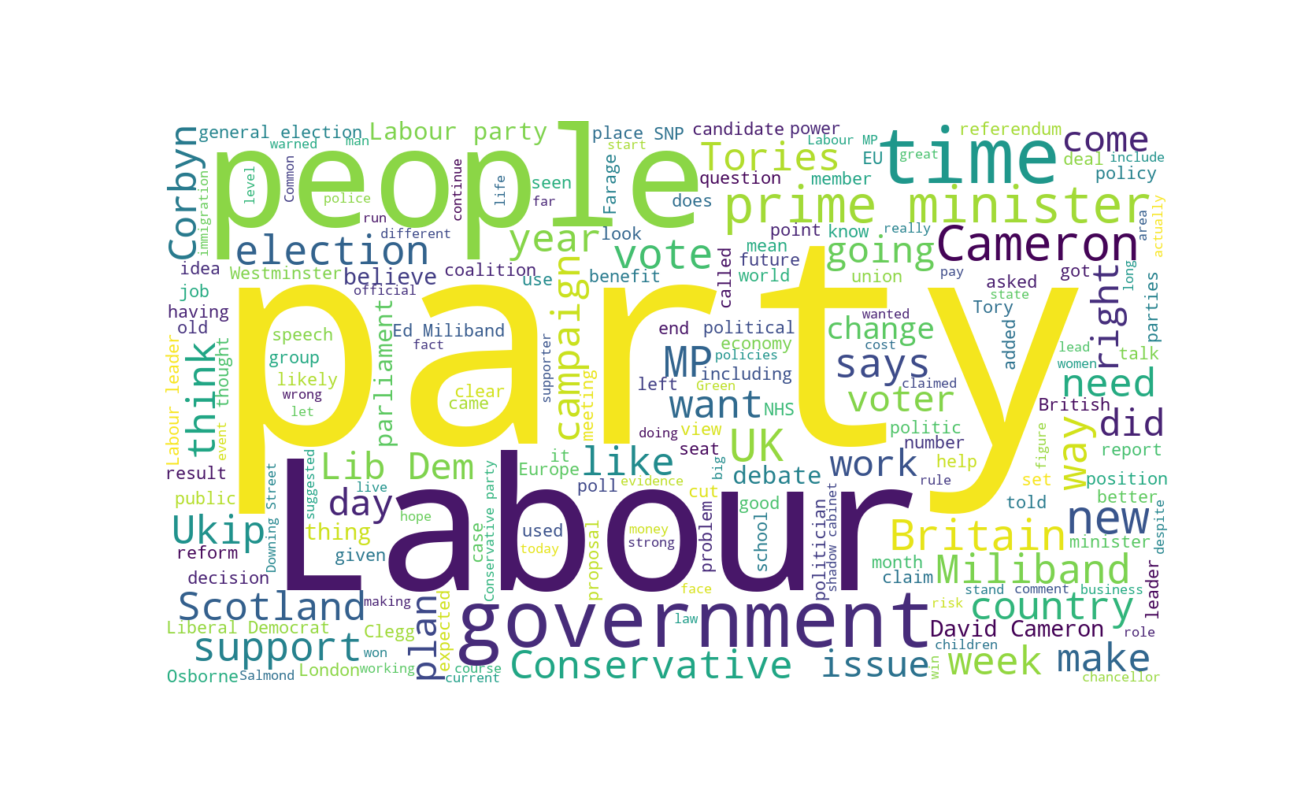 Corbyn
general election
warned
man
Labour party
people
start
place SNP
candidate
power
Labour MP
time
referendum
come
Tories
EU
great
deal
include
policy
immigration
level
Common
police
continue
life
seen
far
Farage
question
member
does
prime minister
run
different
election
year
look
vote
point
know
really
going
Cameron
area
actually
idea
Westminster
believe
coalition
use
benefit
mean
future
world
union
pay
got
job
official
called
asked
state
long
having
old
campaign
right
parties
speech
Ed Miliband
end
political
wanted
change
Tory
added
fact
party
group
parliament
supporter
MP
economy
policies
cost
says
lead
talk
women
think
thought
likely
wrong
let
clear
came
left
including
Green
claimed
need
Labour leader
event
meeting
want
NHS
voter
British
did
doing
view
politic
it
seat
UK
number
way
figure
report
result
Lib Dem
like
Europe
big
debate
work
help
position
public
suggested
live
day
poll
evidence
cut
good
rule
set
better
Ukip
Downing Street
hope
Labour
told
new
despite
thing
case
Conservative party
used
proposal
money
strong
problem
school
politician
shadow cabinet
Britain
minister
reform
given
today
month
decision
face
claim
Miliband
stand
comment
business
leader
Scotland
making
plan
government
law
risk
country
Liberal Democrat
Clegg
expected
David Cameron
role
support
won
children
Osborne
Salmond
London
working
course
current
Conservative
issue
win
week
make
chancellor